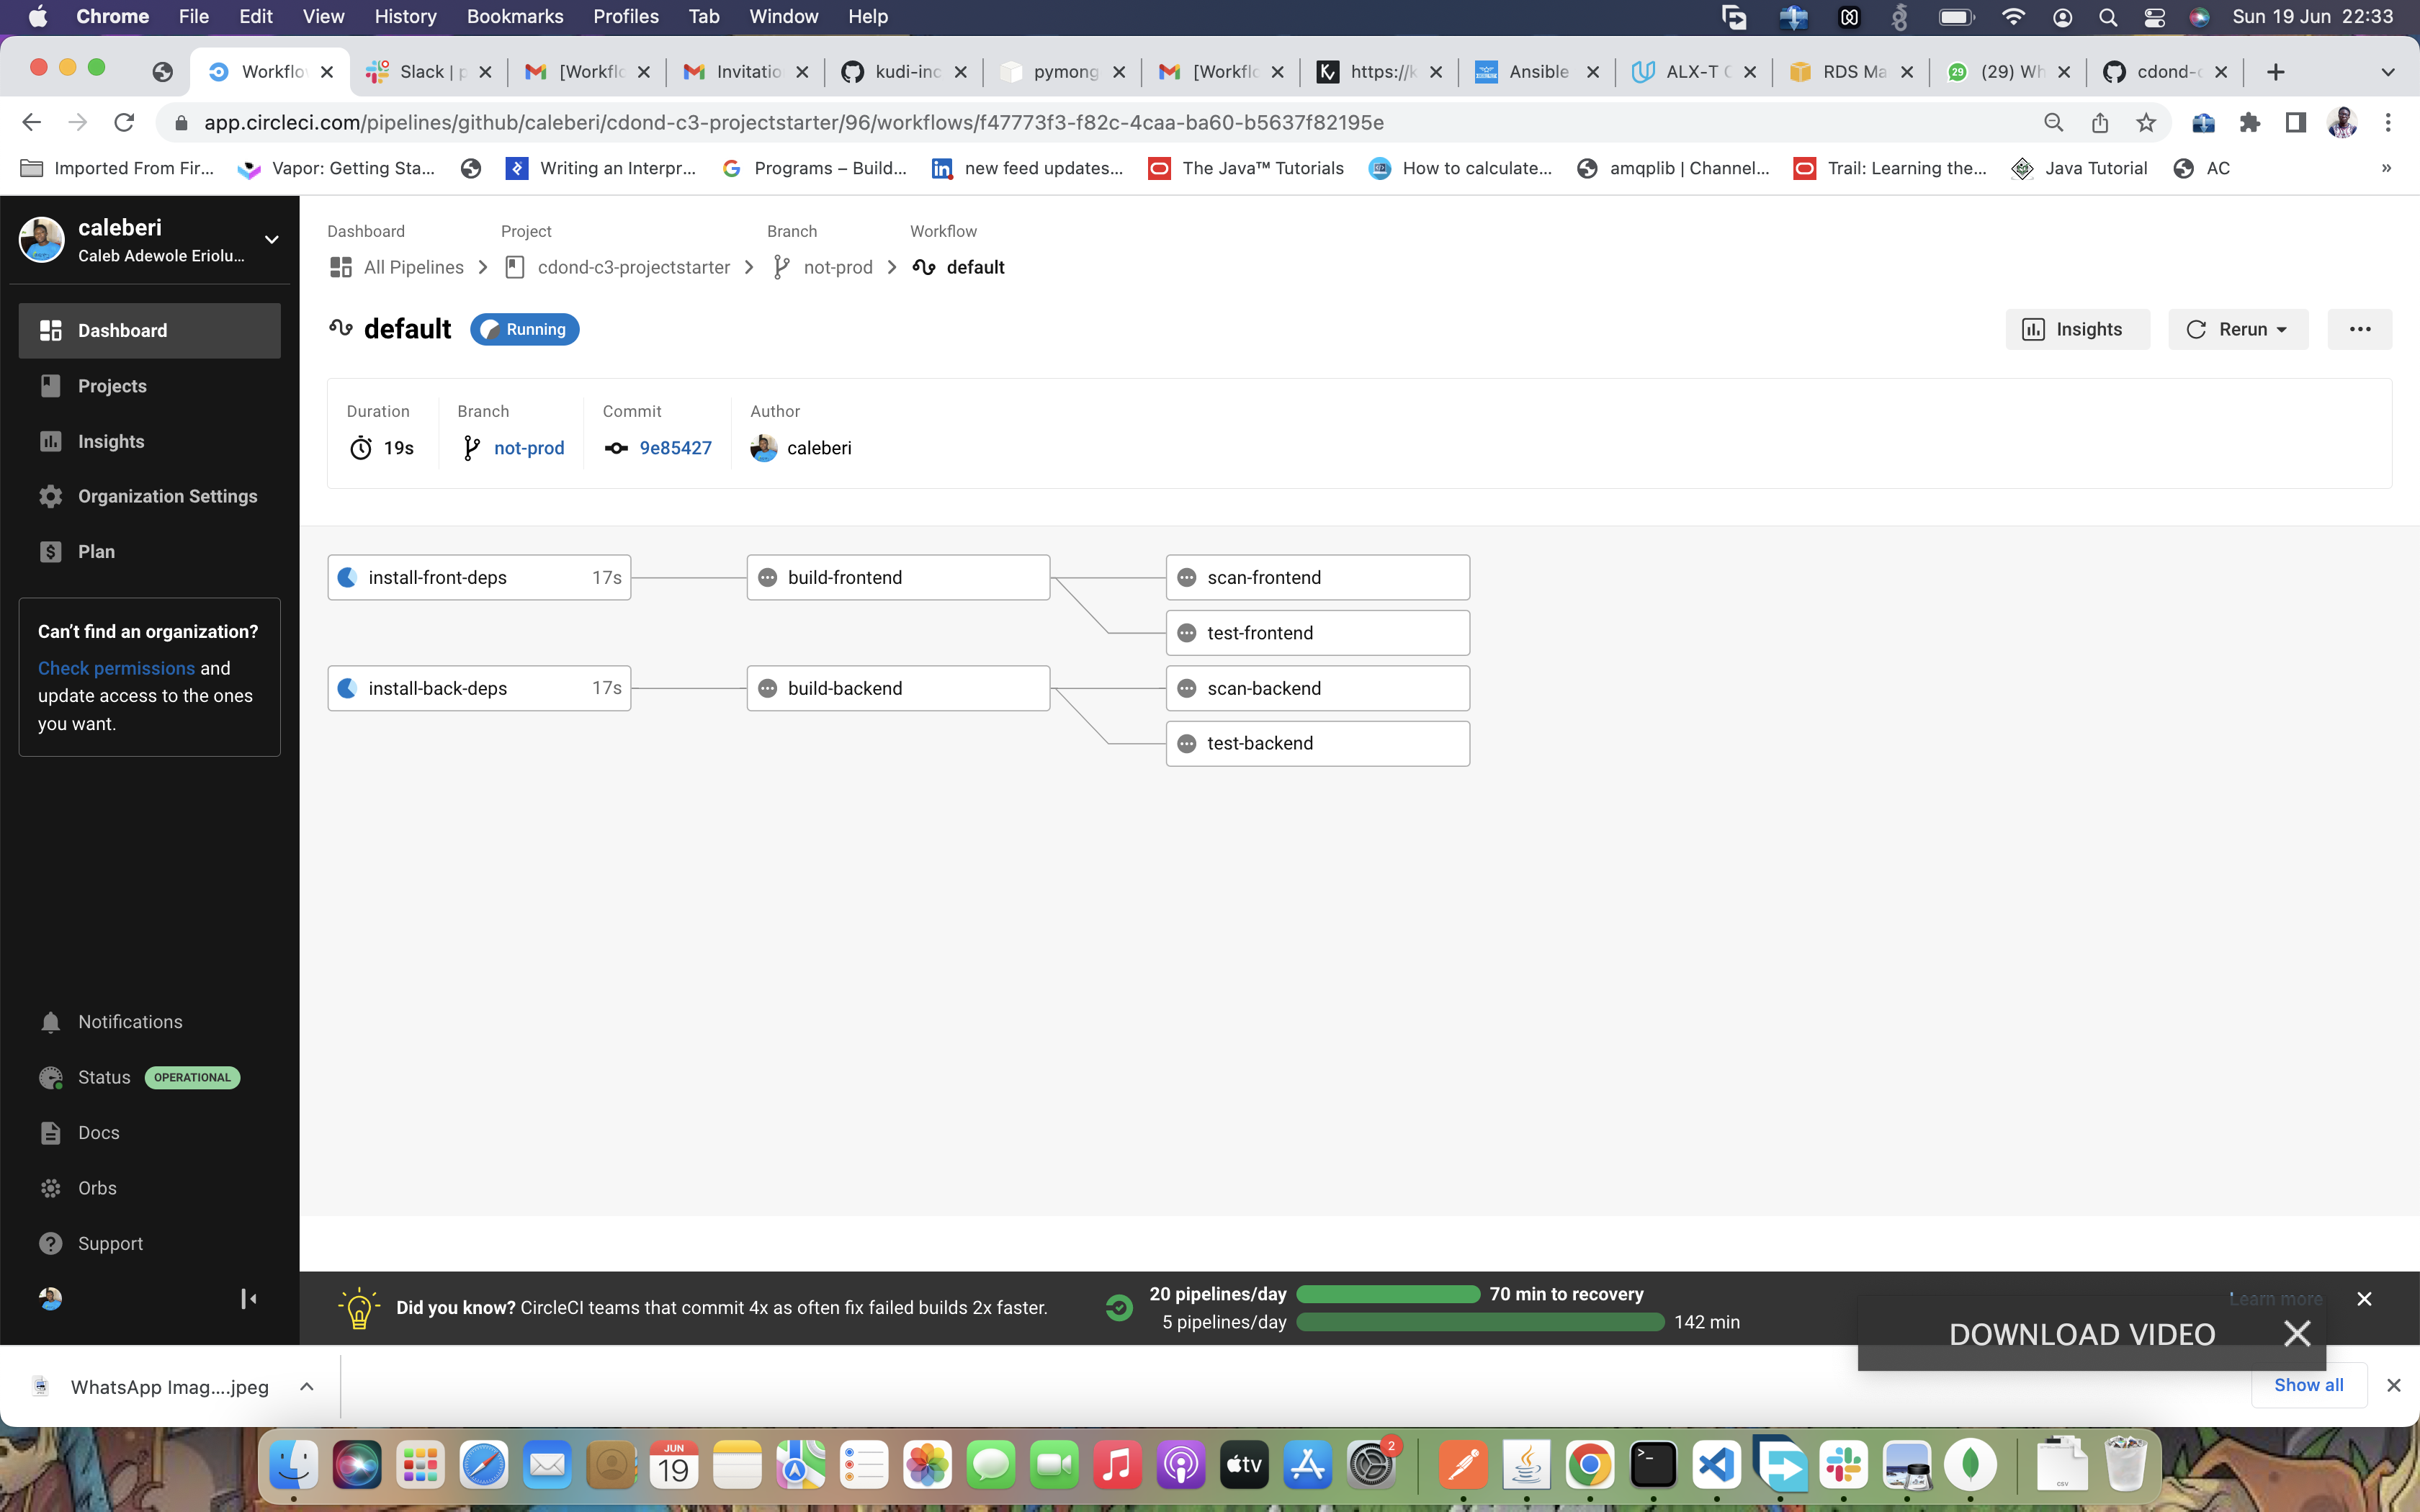 Chrome File Edit View History Bookmarks Profiles Tab Window Help Sun 19 Jun 22:33
Workflo Slack | p [Workflo Invitatio kudi-inc pymong [Workflo https://k Ansible ALX-T C RDS Ma (29) Wh cdond-c
app.circleci.com/pipelines/github/caleberi/cdond-c3-projectstarter/96/workflows/f47773f3-f82c-4caa-ba60-b5637f82195e
Imported From Fir... Vapor: Getting Sta... Writing an Interpr... Programs – Build... new feed updates... The Java™ Tutorials How to calculate... amqplib | Channel... Trail: Learning the... Java Tutorial AC »
caleberi
Caleb Adewole Eriolu...
Dashboard
Projects
Insights
Organization Settings
Plan
Can't find an organization?
Check permissions and
update access to the ones
you want.
Notifications
Status OPERATIONAL
Docs
Orbs
Support
Dashboard Project Branch Workflow
All Pipelines cdond-c3-projectstarter not-prod default
default Running Insights Rerun
Duration Branch Commit Author
19s not-prod 9e85427 caleberi
install-front-deps 17s build-frontend scan-frontend
test-frontend
install-back-deps 17s build-backend scan-backend
test-backend
Did you know? CircleCI teams that commit 4x as often fix failed builds 2x faster.
20 pipelines/day 70 min to recovery
5 pipelines/day 142 min
Learn more
DOWNLOAD VIDEO
WhatsApp Imag....jpeg Show all
JUN
19
tv
2
CSV